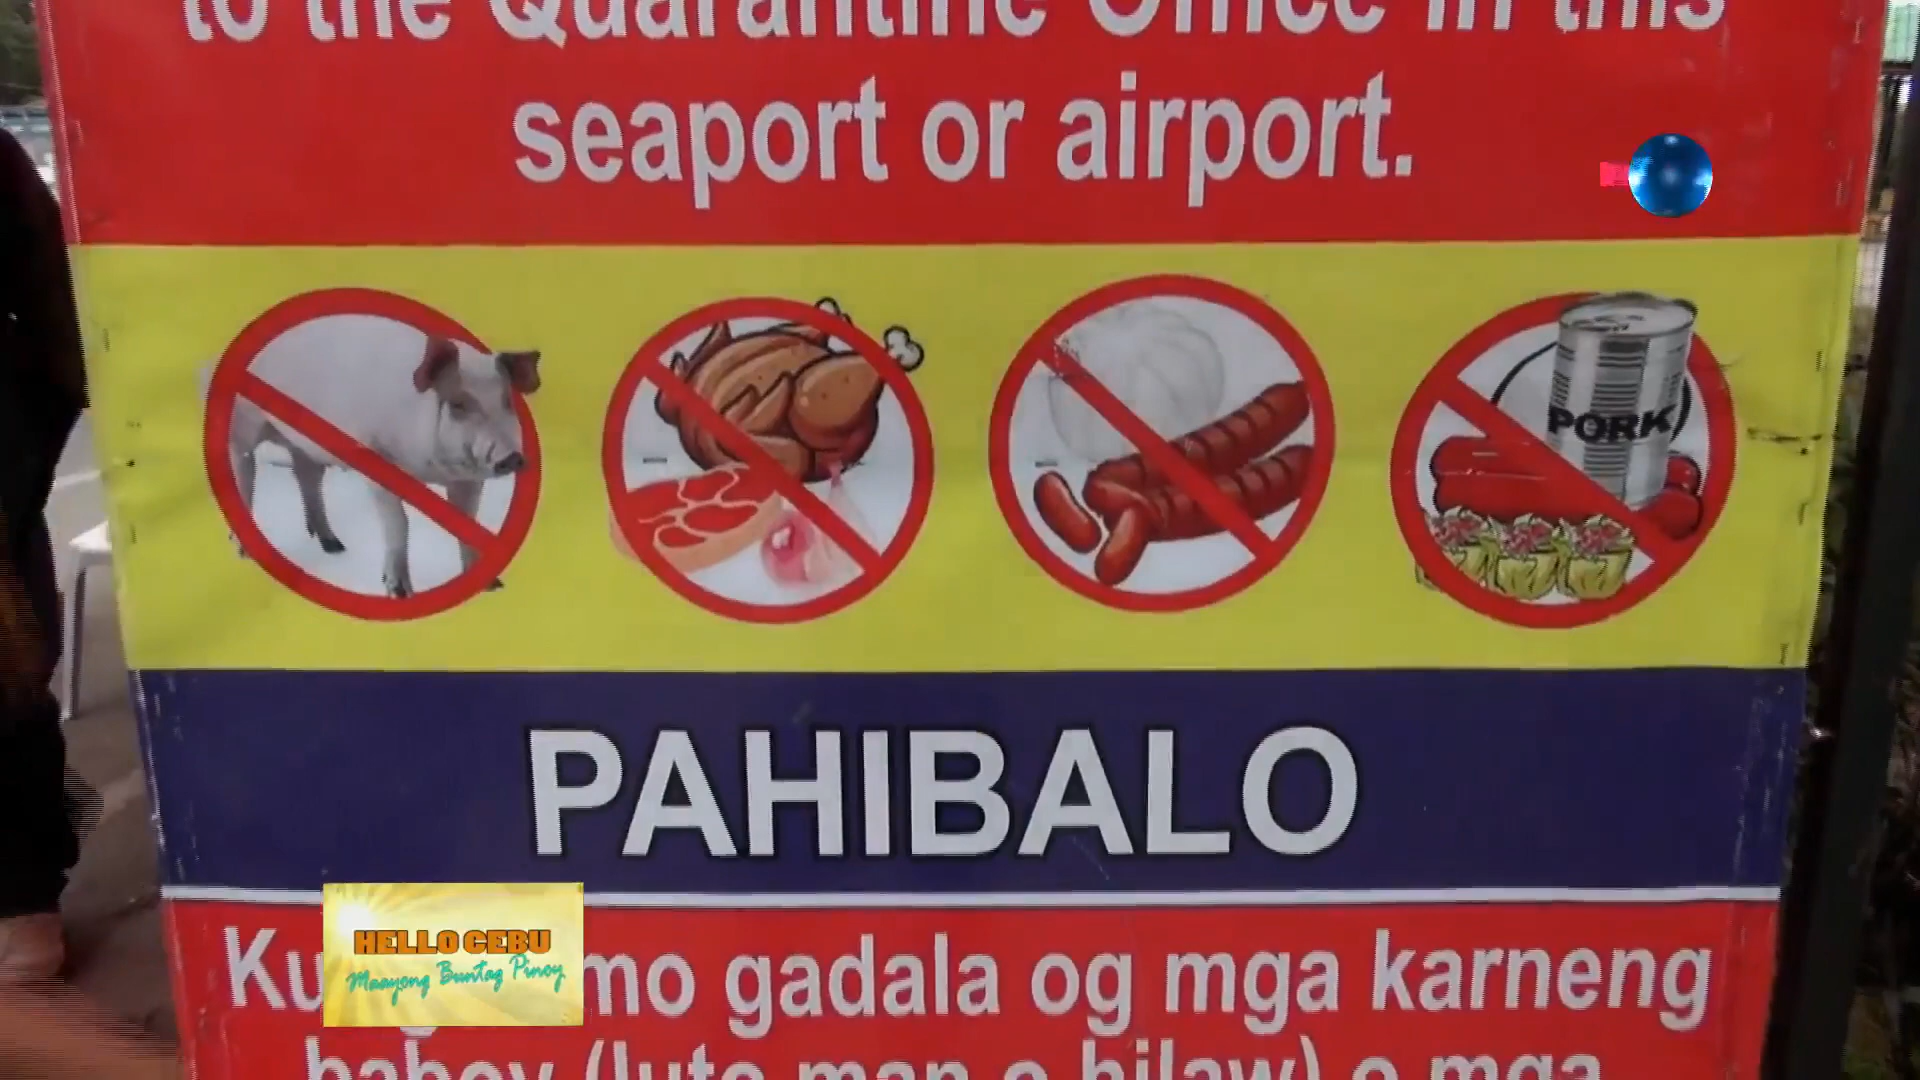 to the Quarantine Office in this
seaport or airport.
PORK
PAHIBALO
HELLO CEBU
Maayong Buntag Pinoy
mo gadala og mga karneng
baboy (luto man o hilaw) o mga